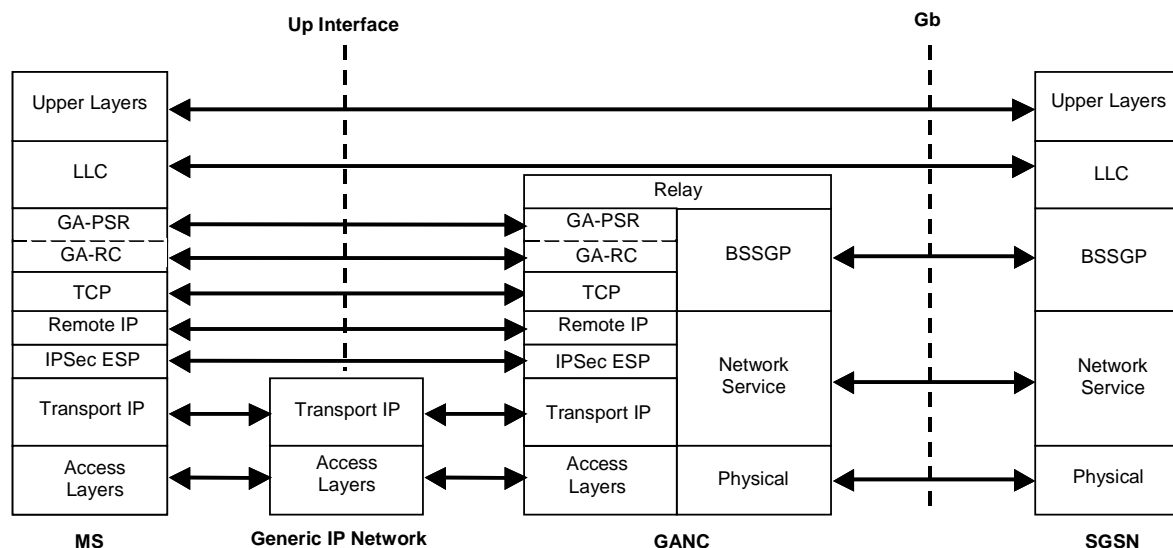 Up Interface
Gb
Upper Layers
Upper Layers
LLC
LLC
Relay
GA-PSR
GA-PSR
GA-RC
GA-RC
BSSGP
BSSGP
TCP
TCP
Remote IP
Remote IP
IPSec ESP
IPSec ESP
Network
Service
Network
Service
Transport IP
Transport IP
Transport IP
Access
Layers
Access
Layers
Access
Layers
Physical
Physical
MS
Generic IP Network
GANC
SGSN